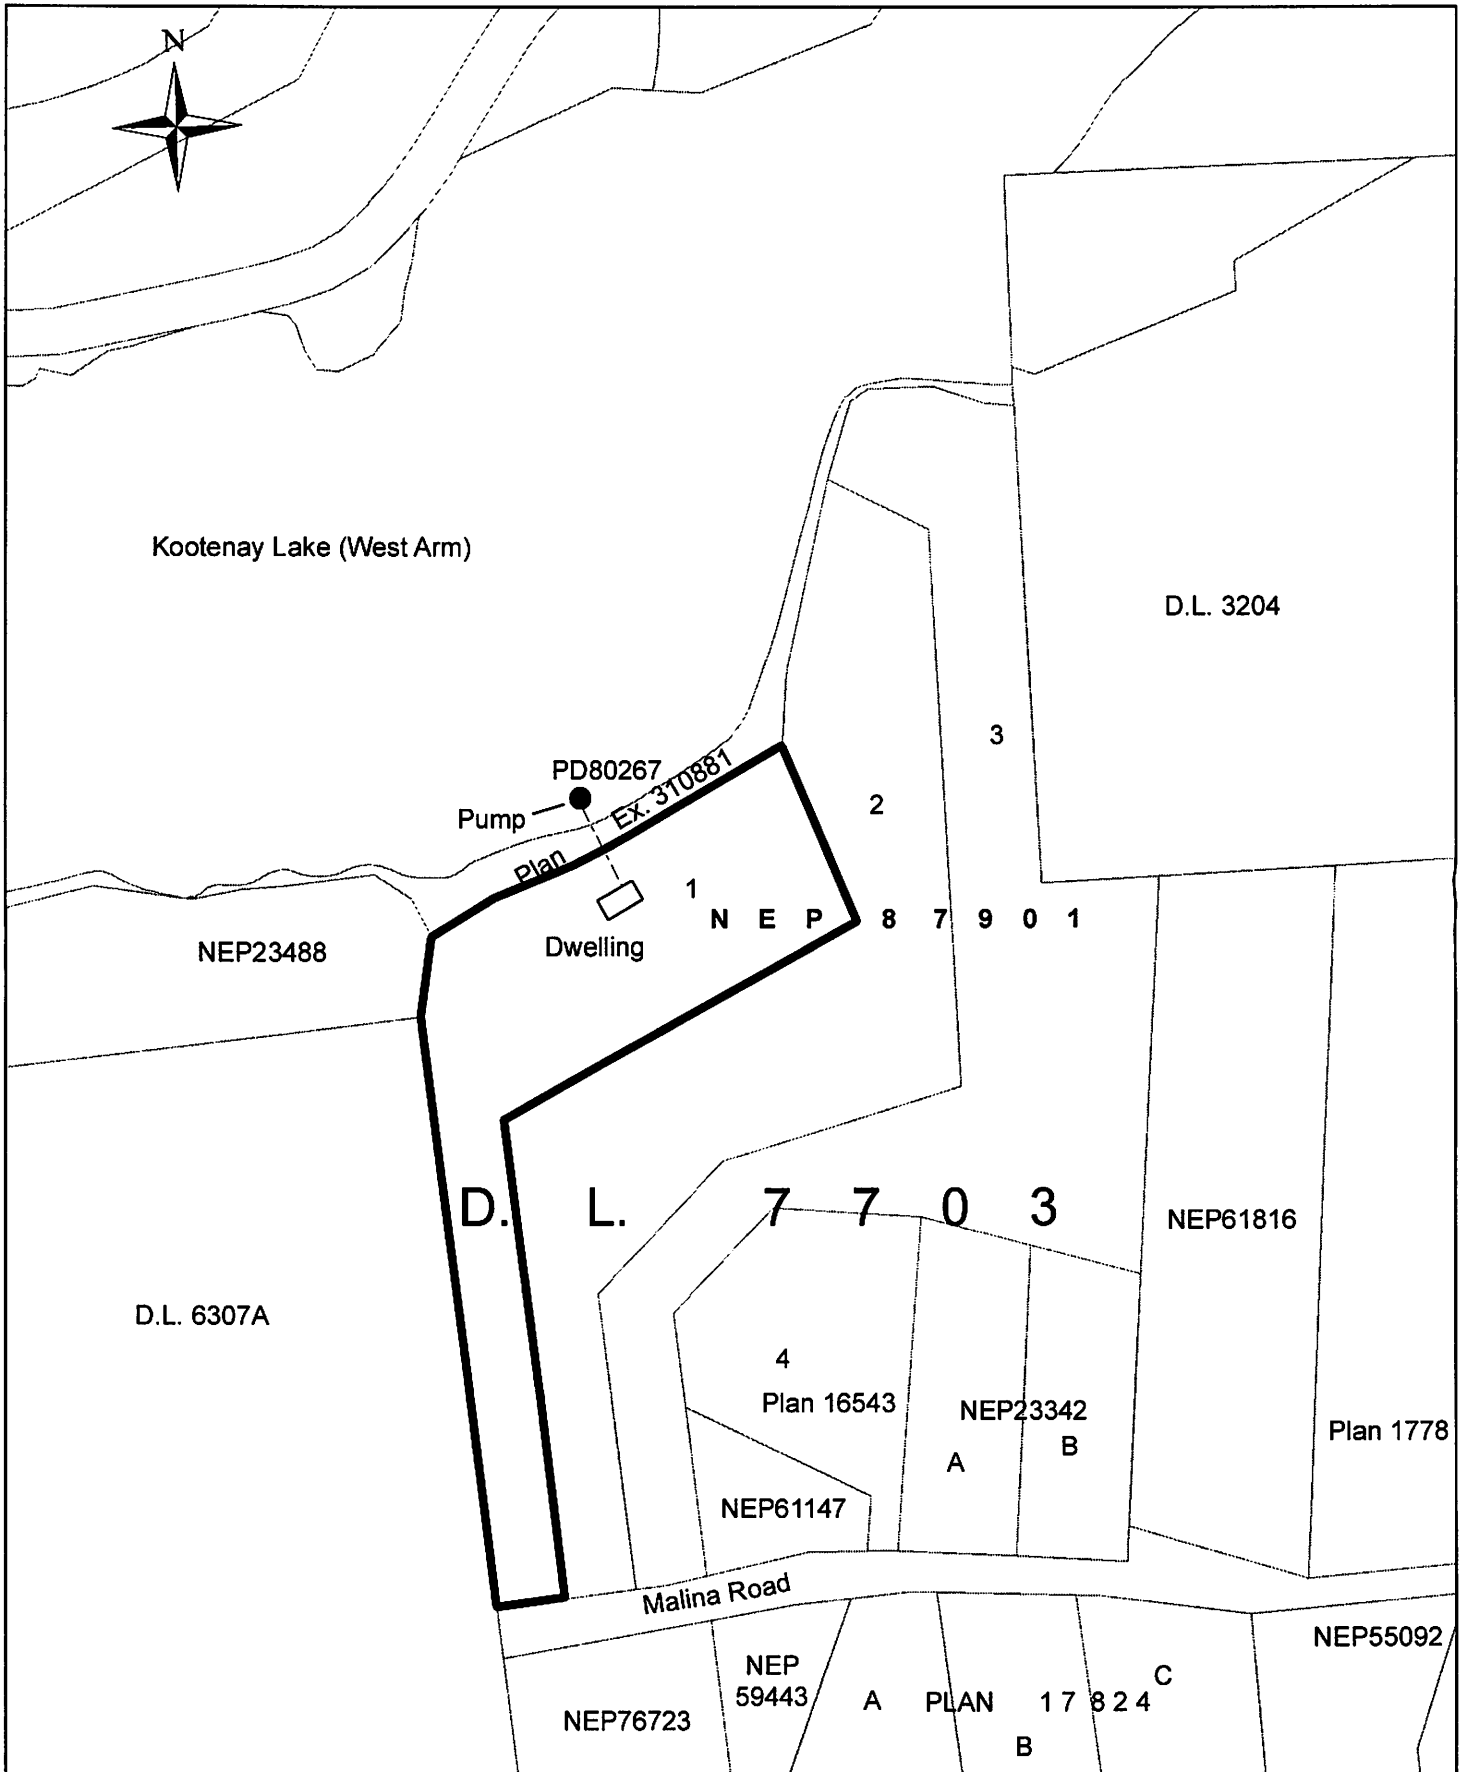 N
Kootenay Lake (West Arm)
D.L. 3204
3
PD80267
2
Pump
Plan Ex. 310881
1
N E P 8 7 9 0 1
Dwelling
NEP23488
D. L. 7 7 0 3
NEP61816
D.L. 6307A
4
Plan 16543
NEP23342
A
B
Plan 1778
NEP61147
Malina Road
NEP55092
NEP
59443
A PLAN 1 7 8 2 4
C
B
NEP76723